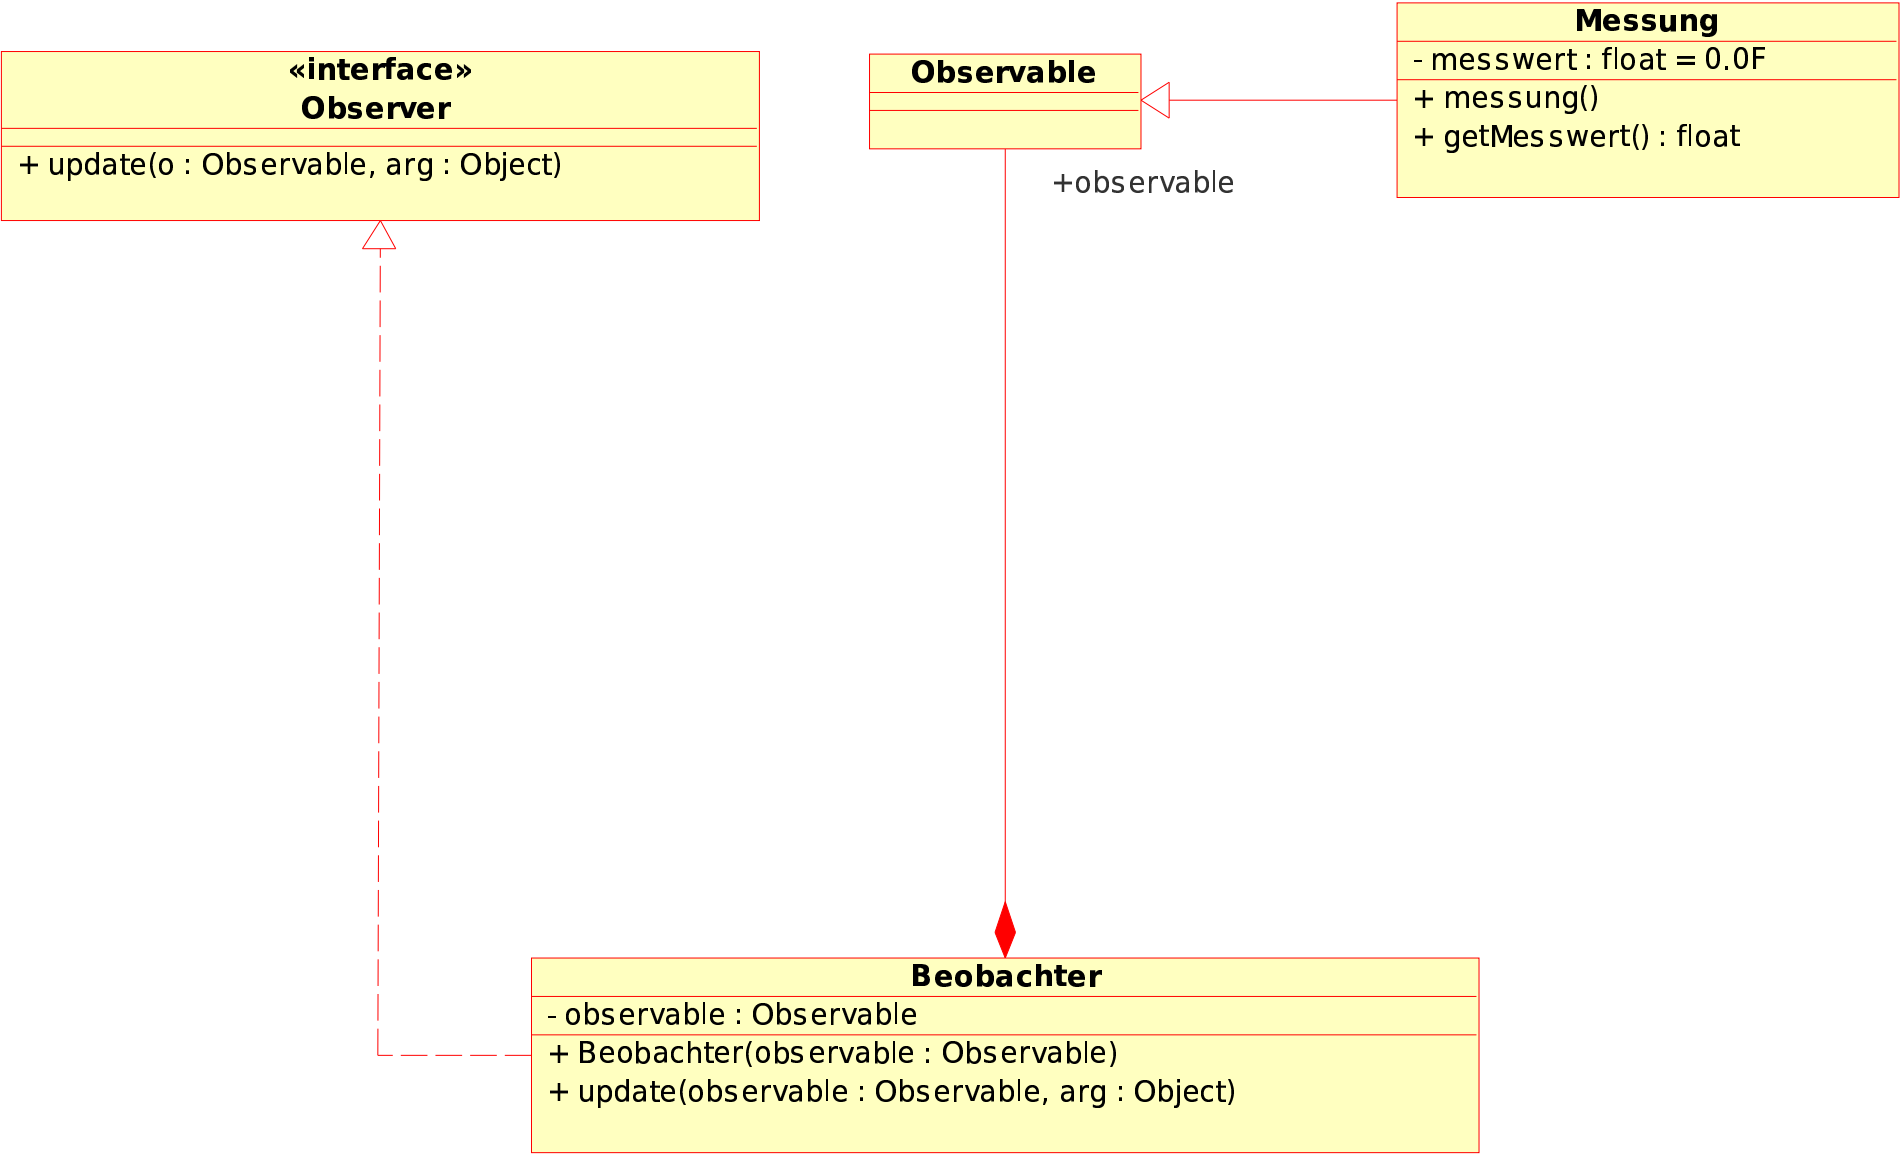 «interface»
Observer
+ update(o : Observable, arg : Object)
Observable
+observable
Messung
- messwert : float = 0.0F
+ messung()
+ getMesswert() : float
Beobachter
- observable : Observable
+ Beobachter(observable : Observable)
+ update(observable : Observable, arg : Object)